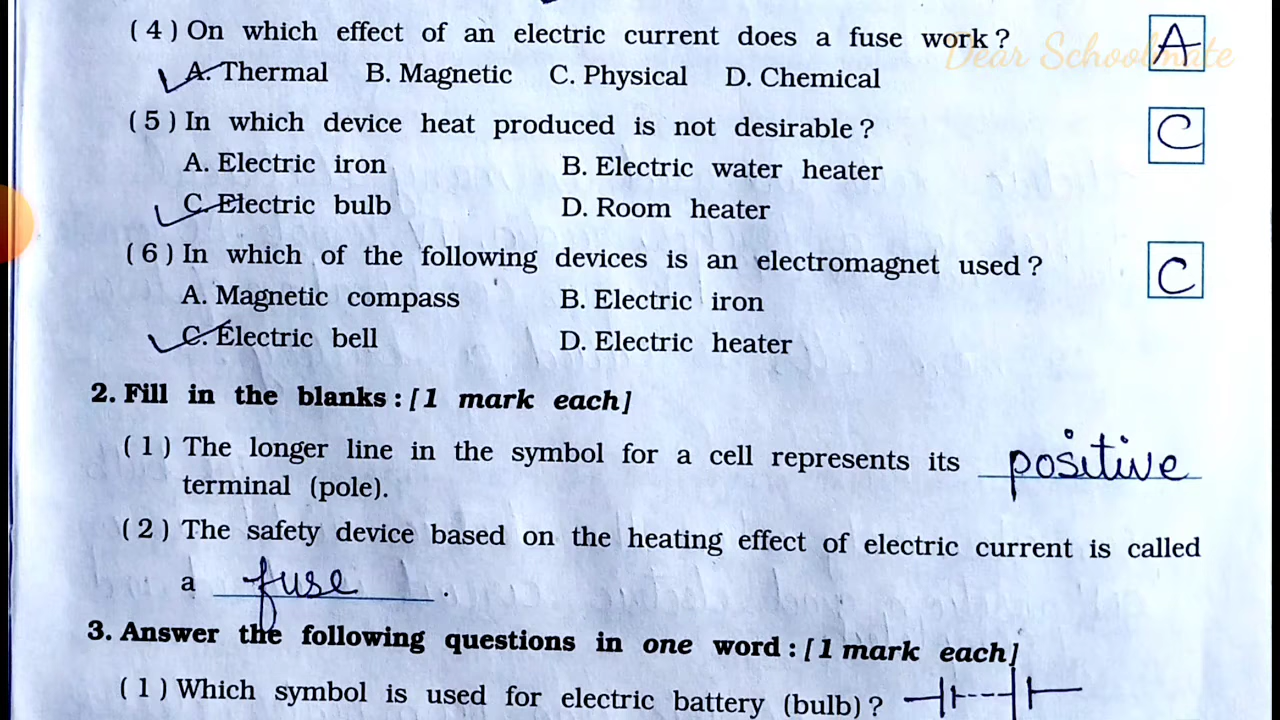 (4) On which effect of an electric current does a fuse work? A
Dear Schoolmate
A. Thermal B. Magnetic C. Physical D. Chemical
(5) In which device heat produced is not desirable? C
A. Electric iron B. Electric water heater
C. Electric bulb D. Room heater
(6) In which of the following devices is an electromagnet used? C
A. Magnetic compass B. Electric iron
C. Electric bell D. Electric heater
2. Fill in the blanks : [1 mark each]
(1) The longer line in the symbol for a cell represents its positive
terminal (pole).
(2) The safety device based on the heating effect of electric current is called
a fuse .
3. Answer the following questions in one word : [1 mark each]
(1) Which symbol is used for electric battery (bulb)?